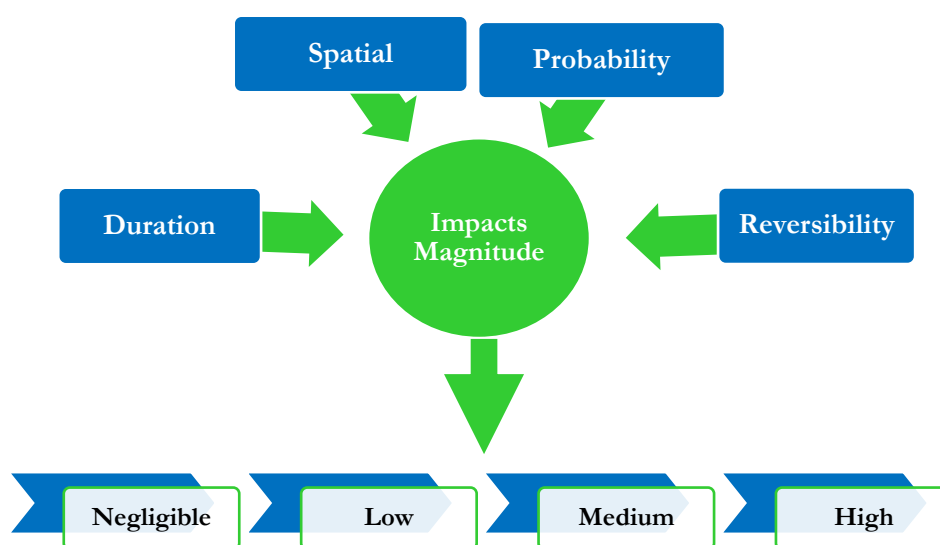 Spatial
Probability
Duration
Impacts
Magnitude
Reversibility
Negligible
Low
Medium
High